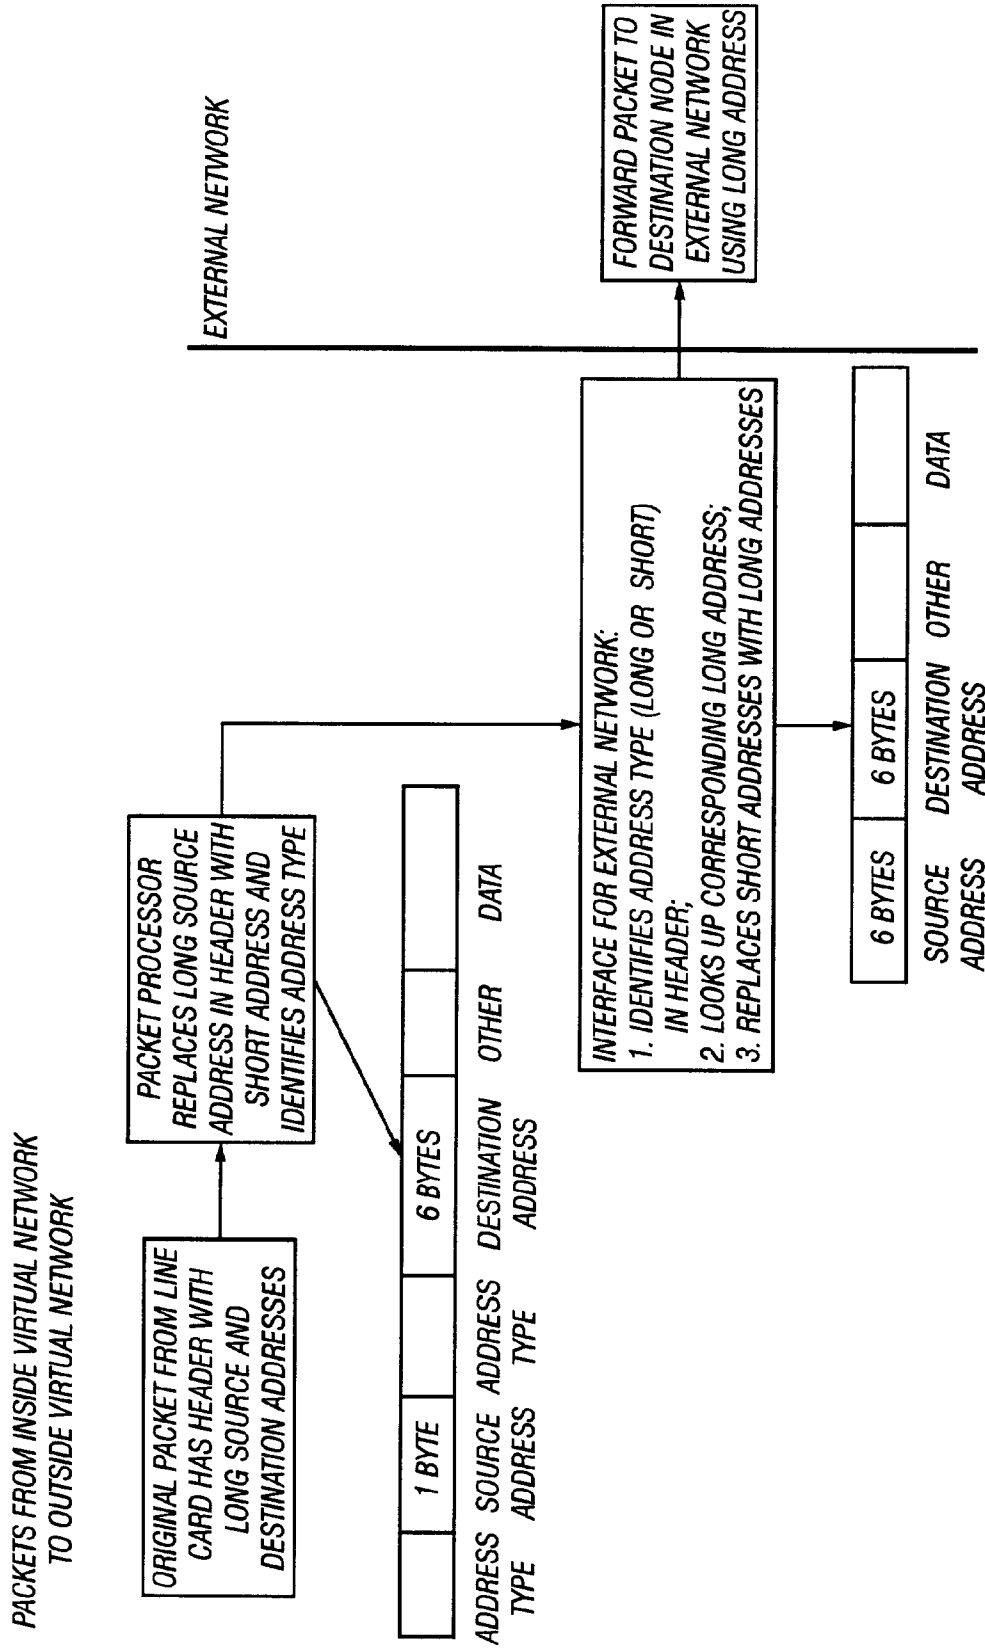 PACKETS FROM INSIDE VIRTUAL NETWORK
TO OUTSIDE VIRTUAL NETWORK
EXTERNAL NETWORK
ORIGINAL PACKET FROM LINE
CARD HAS HEADER WITH
LONG SOURCE AND
DESTINATION ADDRESSES
PACKET PROCESSOR
REPLACES LONG SOURCE
ADDRESS IN HEADER WITH
SHORT ADDRESS AND
IDENTIFIES ADDRESS TYPE
1 BYTE
6 BYTES
ADDRESS SOURCE ADDRESS DESTINATION OTHER DATA
TYPE ADDRESS TYPE ADDRESS
INTERFACE FOR EXTERNAL NETWORK:
1. IDENTIFIES ADDRESS TYPE (LONG OR SHORT)
IN HEADER;
2. LOOKS UP CORRESPONDING LONG ADDRESS;
3. REPLACES SHORT ADDRESSES WITH LONG ADDRESSES
FORWARD PACKET TO
DESTINATION NODE IN
EXTERNAL NETWORK
USING LONG ADDRESS
6 BYTES
6 BYTES
SOURCE DESTINATION OTHER DATA
ADDRESS ADDRESS